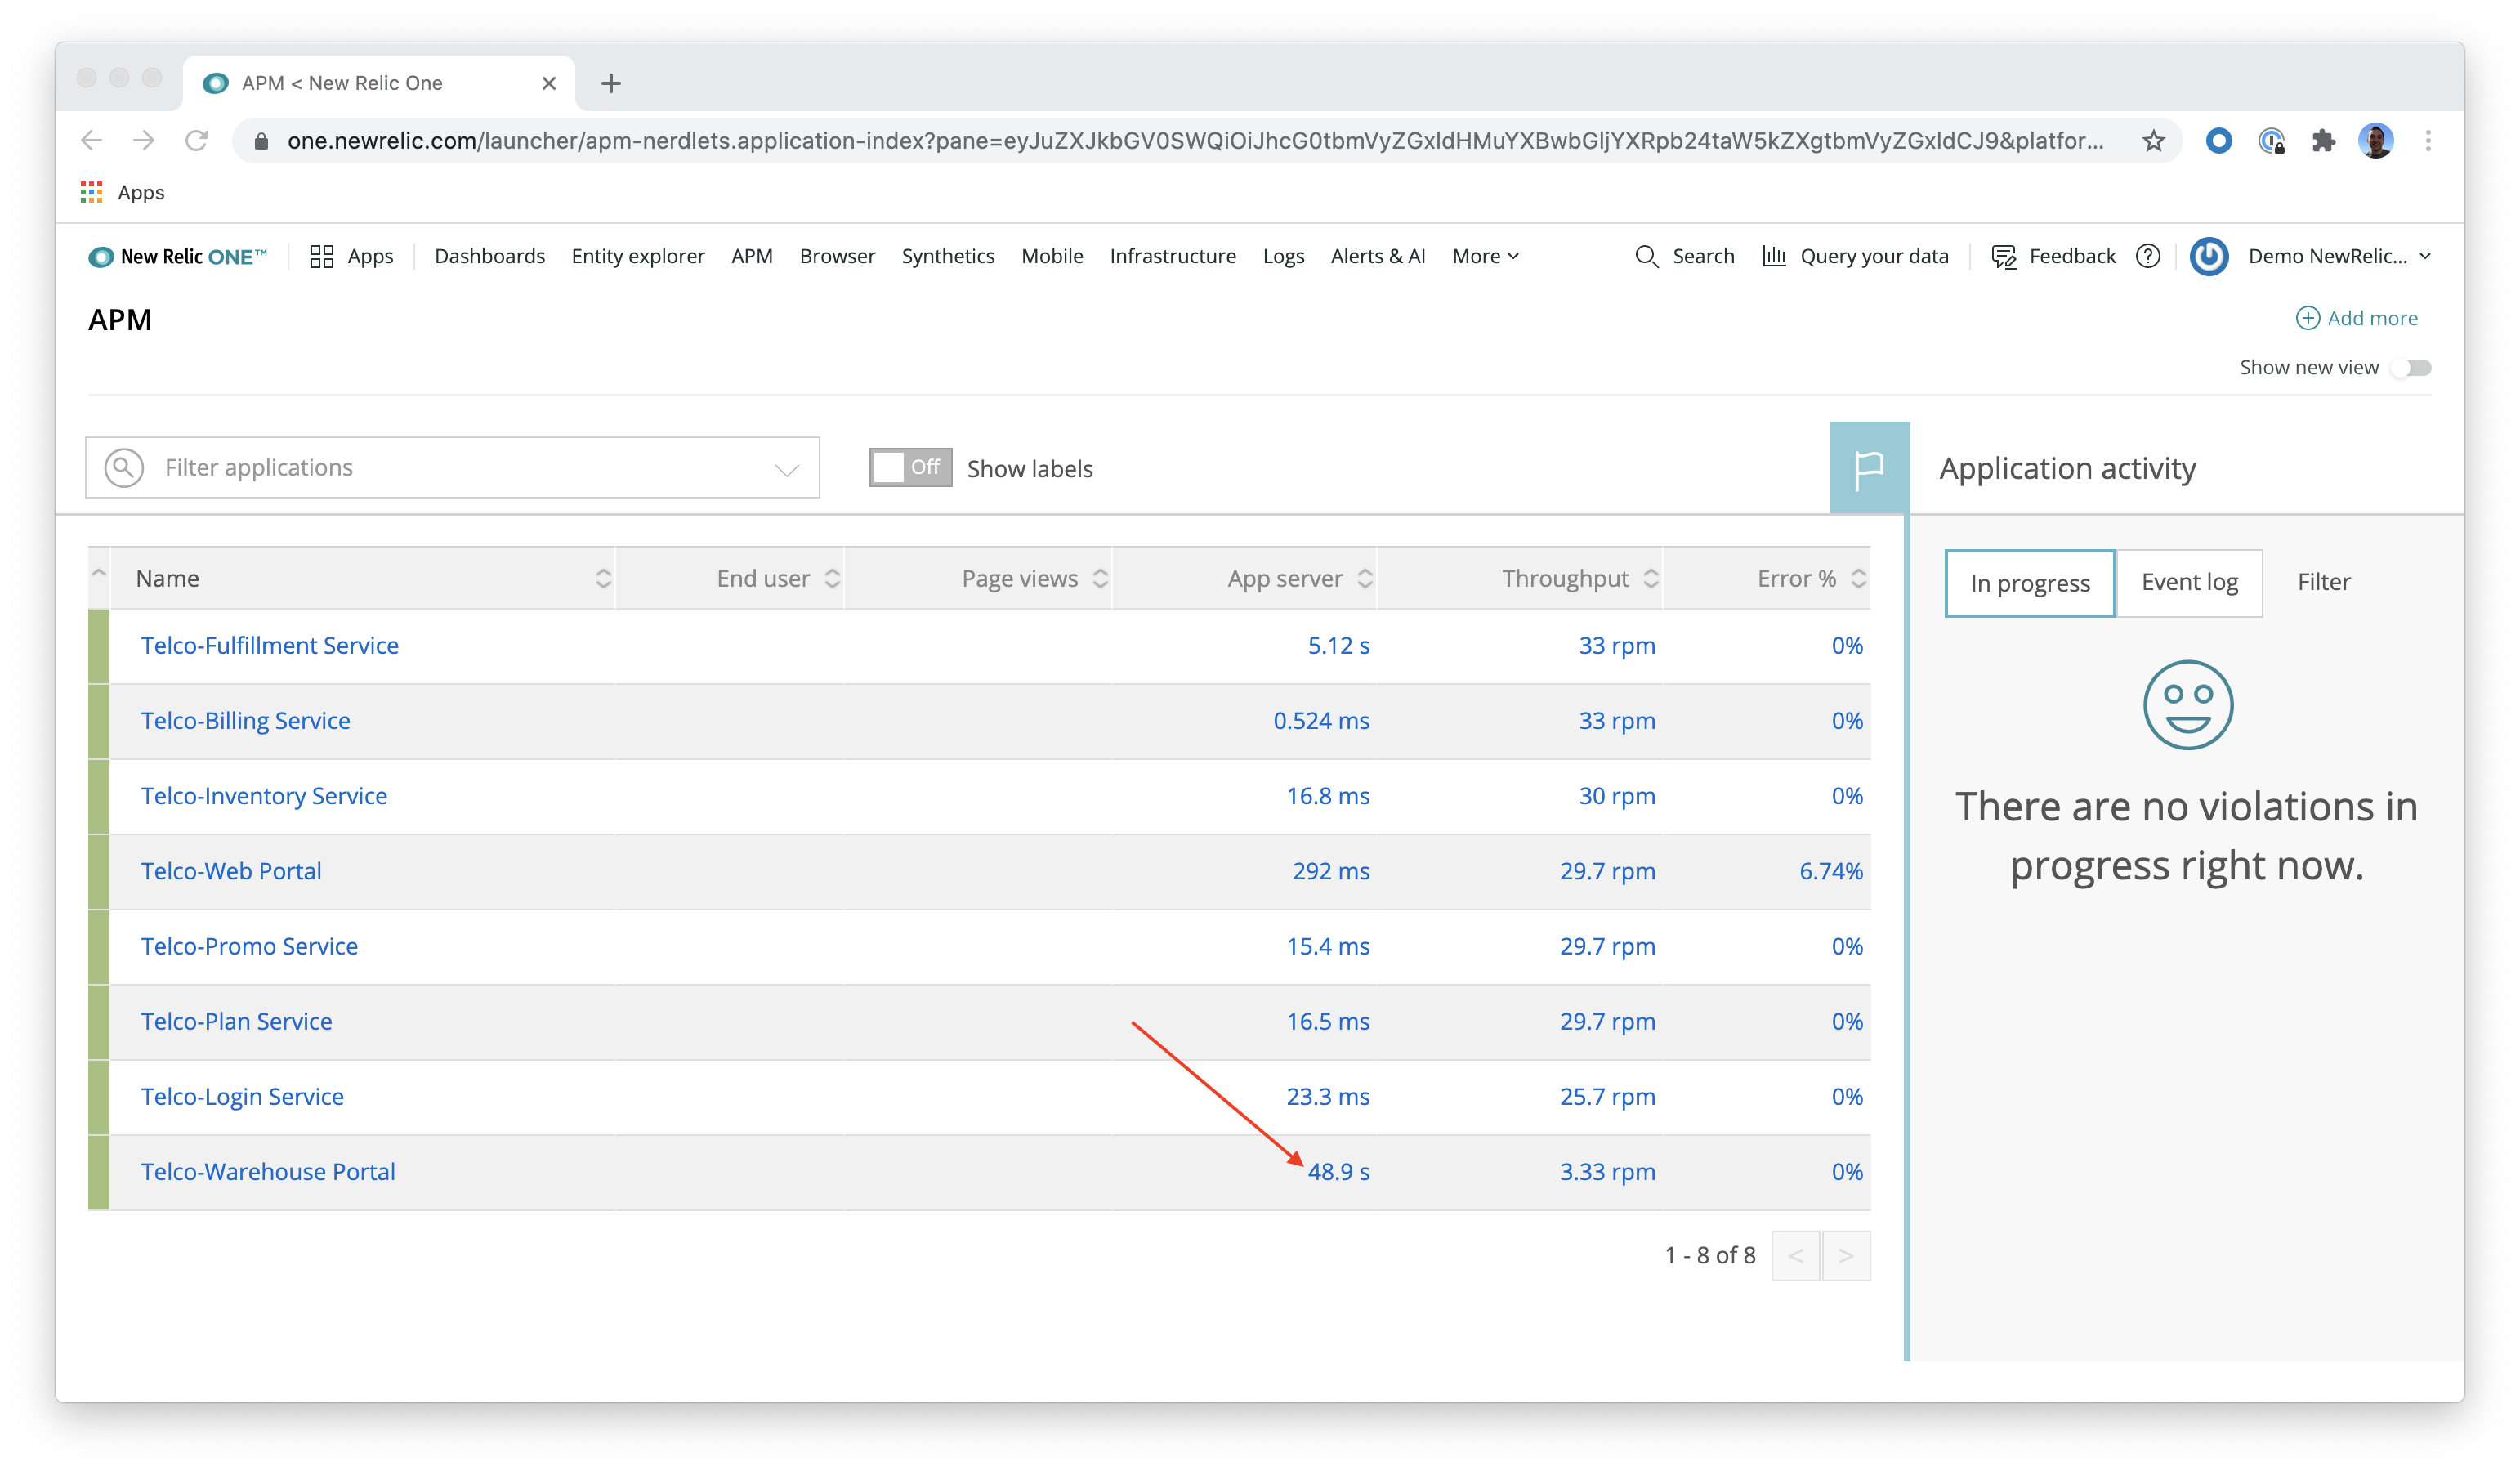 APM < New Relic One
one.newrelic.com/launcher/apm-nerdlets.application-index?pane=eyJuZXJkbGV0SWQiOiJhcG0tbmVyZGxldHMuYXBwbGljYXRpb24taW5kZXgtbmVyZGxldCJ9&platfor...
Apps
New Relic ONE™ Apps Dashboards Entity explorer APM Browser Synthetics Mobile Infrastructure Logs Alerts & AI More Search Query your data Feedback ? Demo NewRelic...
APM
Add more
Show new view
Filter applications Off Show labels Application activity
Name End user Page views App server Throughput Error %
In progress Event log Filter
Telco-Fulfillment Service 5.12 s 33 rpm 0%
Telco-Billing Service 0.524 ms 33 rpm 0%
Telco-Inventory Service 16.8 ms 30 rpm 0%
There are no violations in
progress right now.
Telco-Web Portal 292 ms 29.7 rpm 6.74%
Telco-Promo Service 15.4 ms 29.7 rpm 0%
Telco-Plan Service 16.5 ms 29.7 rpm 0%
Telco-Login Service 23.3 ms 25.7 rpm 0%
Telco-Warehouse Portal 48.9 s 3.33 rpm 0%
1 - 8 of 8 < >